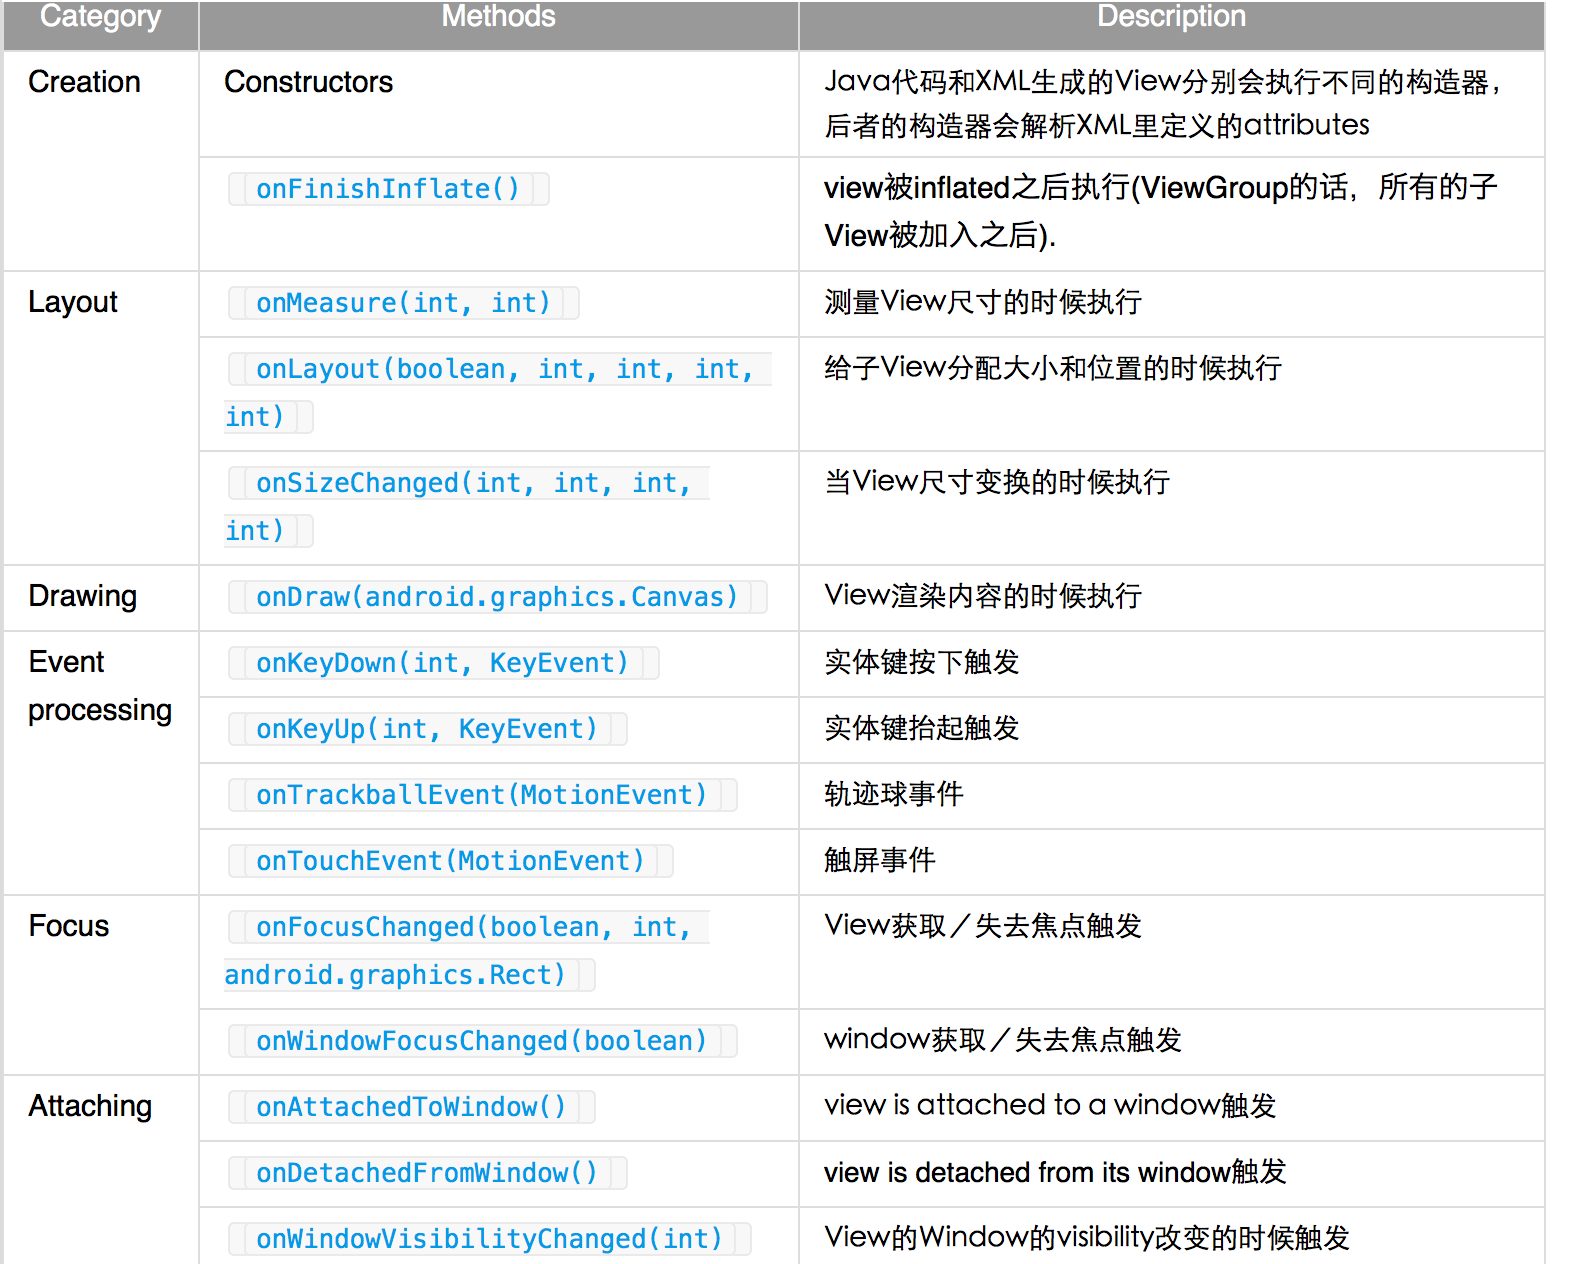 Category Methods Description
Creation Constructors Java代码和XML生成的View分别会执行不同的构造器，
后者的构造器会解析XML里定义的attributes
onFinishInflate() view被inflated之后执行(ViewGroup的话，所有的子
View被加入之后).
Layout onMeasure(int, int) 测量View尺寸的时候执行
onLayout(boolean, int, int, int, 给子View分配大小和位置的时候执行
int)
onSizeChanged(int, int, int, 当View尺寸变换的时候执行
int)
Drawing onDraw(android.graphics.Canvas) View渲染内容的时候执行
Event onKeyDown(int, KeyEvent) 实体键按下触发
processing
onKeyUp(int, KeyEvent) 实体键抬起触发
onTrackballEvent(MotionEvent) 轨迹球事件
onTouchEvent(MotionEvent) 触屏事件
Focus onFocusChanged(boolean, int, View获取／失去焦点触发
android.graphics.Rect)
onWindowFocusChanged(boolean) window获取／失去焦点触发
Attaching onAttachedToWindow() view is attached to a window触发
onDetachedFromWindow() view is detached from its window触发
onWindowVisibilityChanged(int) View的Window的visibility改变的时候触发